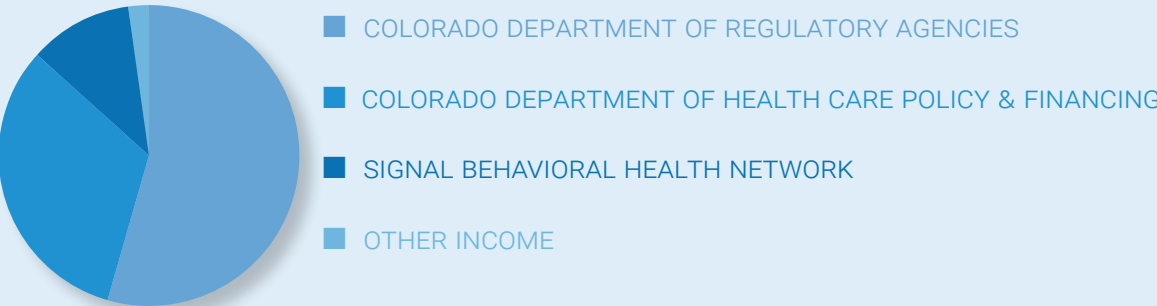 COLORADO DEPARTMENT OF REGULATORY AGENCIES
COLORADO DEPARTMENT OF HEALTH CARE POLICY & FINANCING
SIGNAL BEHAVIORAL HEALTH NETWORK
OTHER INCOME